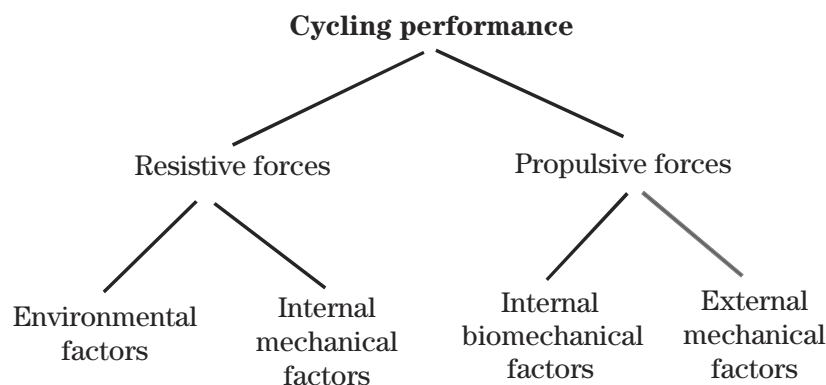 Cycling performance
Resistive forces
Propulsive forces
Environmental
factors
Internal
mechanical
factors
Internal
biomechanical
factors
External
mechanical
factors